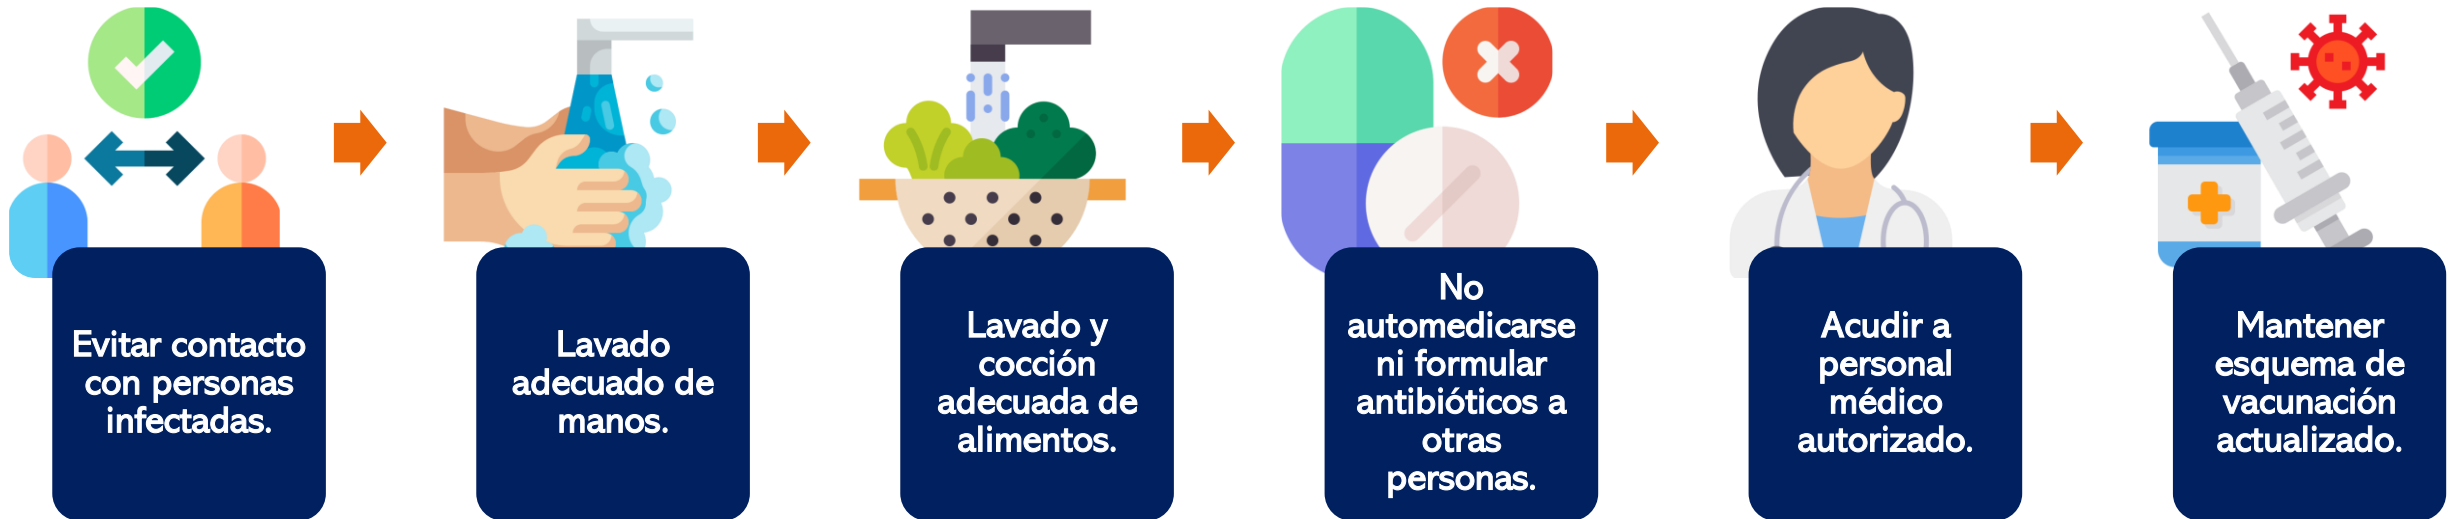 Evitar contacto
con personas
infectadas.
Lavado
adecuado de
manos.
Lavado y
cocción
adecuada de
alimentos.
No
automedicarse
ni formular
antibióticos a
otras
personas.
Acudir a
personal
médico
autorizado.
Mantener
esquema de
vacunación
actualizado.